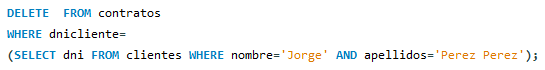 DELETE  FROM contratos
WHERE dnicliente=
(SELECT dni FROM clientes WHERE nombre='Jorge' AND apellidos='Perez Perez');